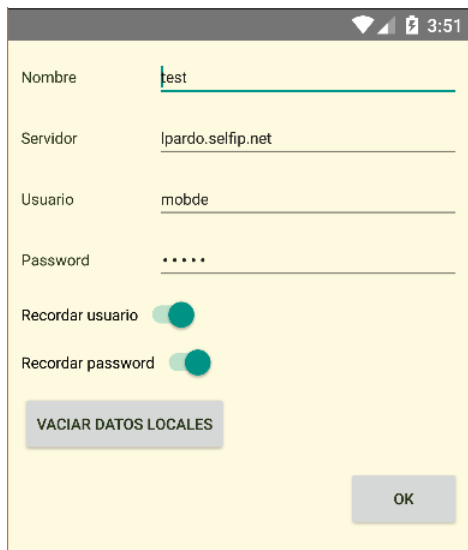 3:51
Nombre test
Servidor lpardo.selfip.net
Usuario mobde
Password •••••
Recordar usuario
Recordar password
VACIAR DATOS LOCALES
OK